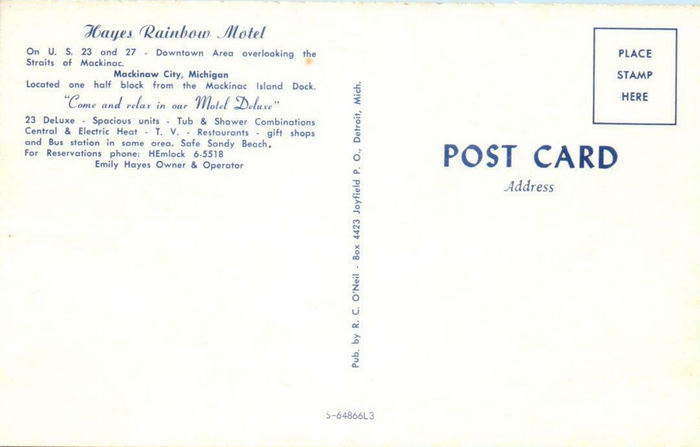 Hayes Rainbow Motel
On U. S. 23 and 27 - Downtown Area overlooking the
Straits of Mackinac.
Mackinaw City, Michigan
Located one half block from the Mackinac Island Dock.
"Come and relax in our Motel Deluxe"
23 DeLuxe - Spacious units - Tub & Shower Combinations
Central & Electric Heat - T. V. - Restaurants - gift shops
and Bus station in same area. Safe Sandy Beach.
For Reservations phone: HEmlock 6-5518
Emily Hayes Owner & Operator
Pub. by R. C. O'Neil - Box 4423 Jayfield P. O., Detroit, Mich.
S-64866L3
PLACE
STAMP
HERE
POST CARD
Address